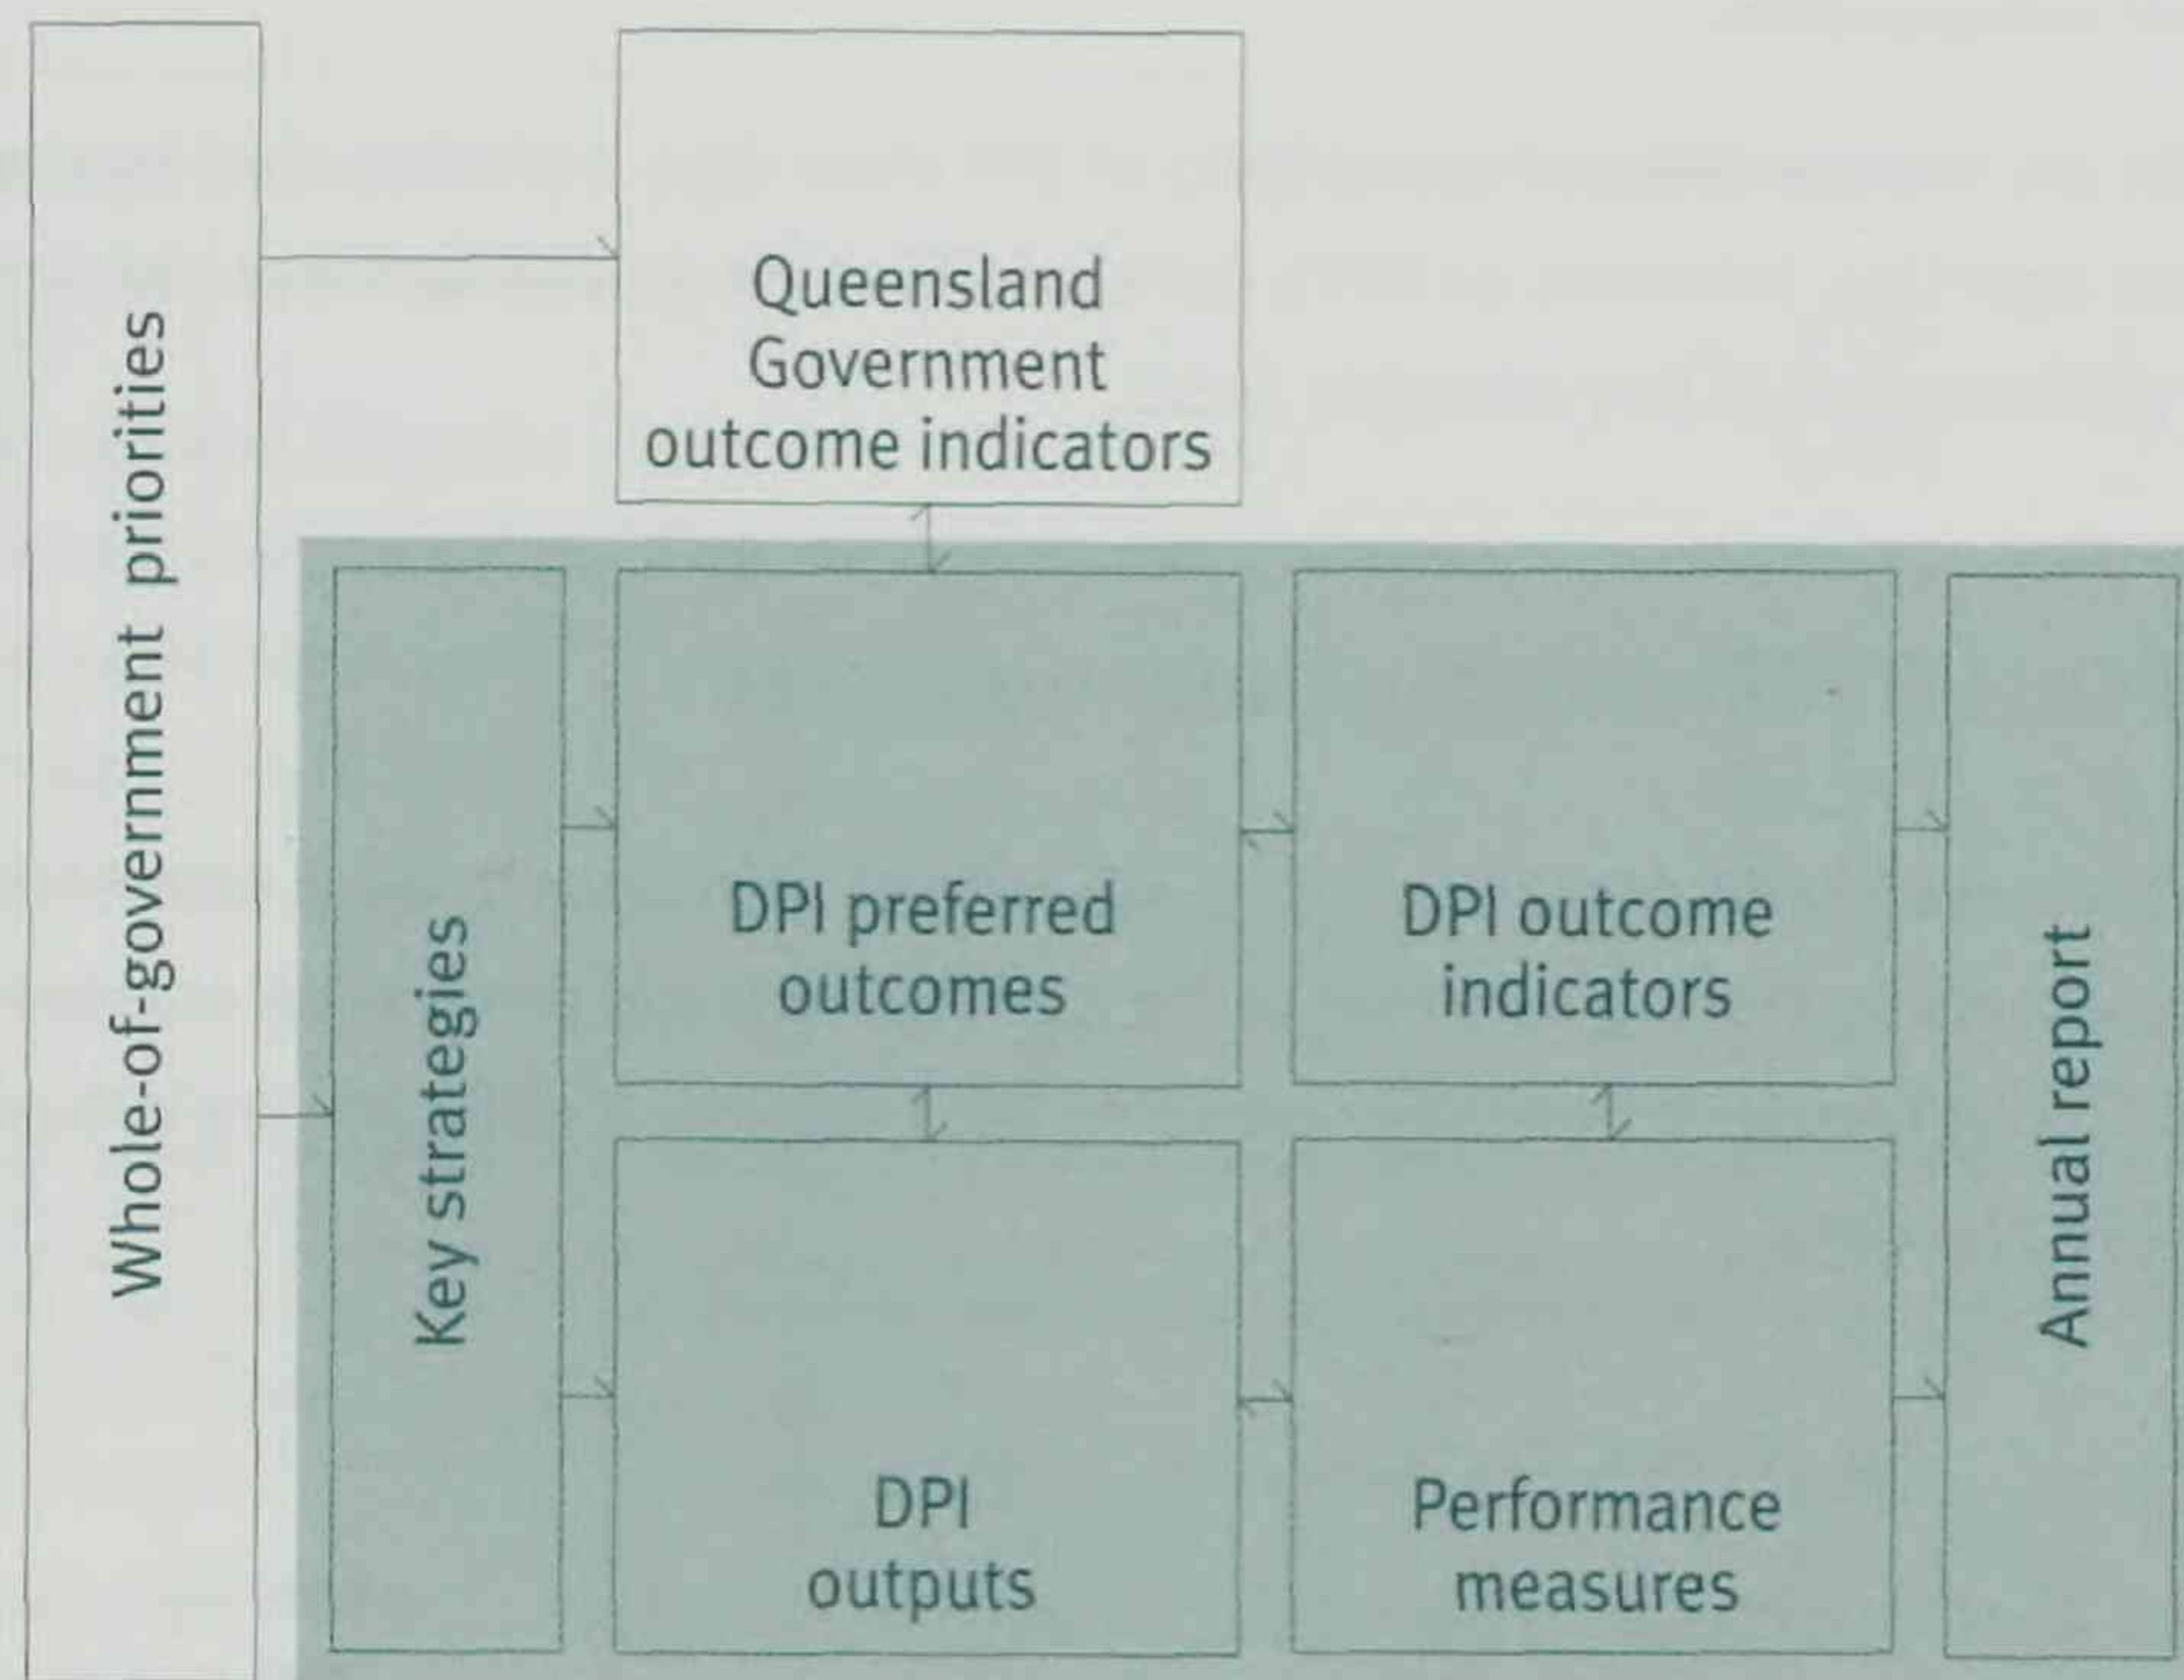 Whole-of-government priorities
Queensland
Government
outcome indicators
Key strategies
DPI preferred
outcomes
DPI outcome
indicators
DPI
outputs
Performance
measures
Annual report